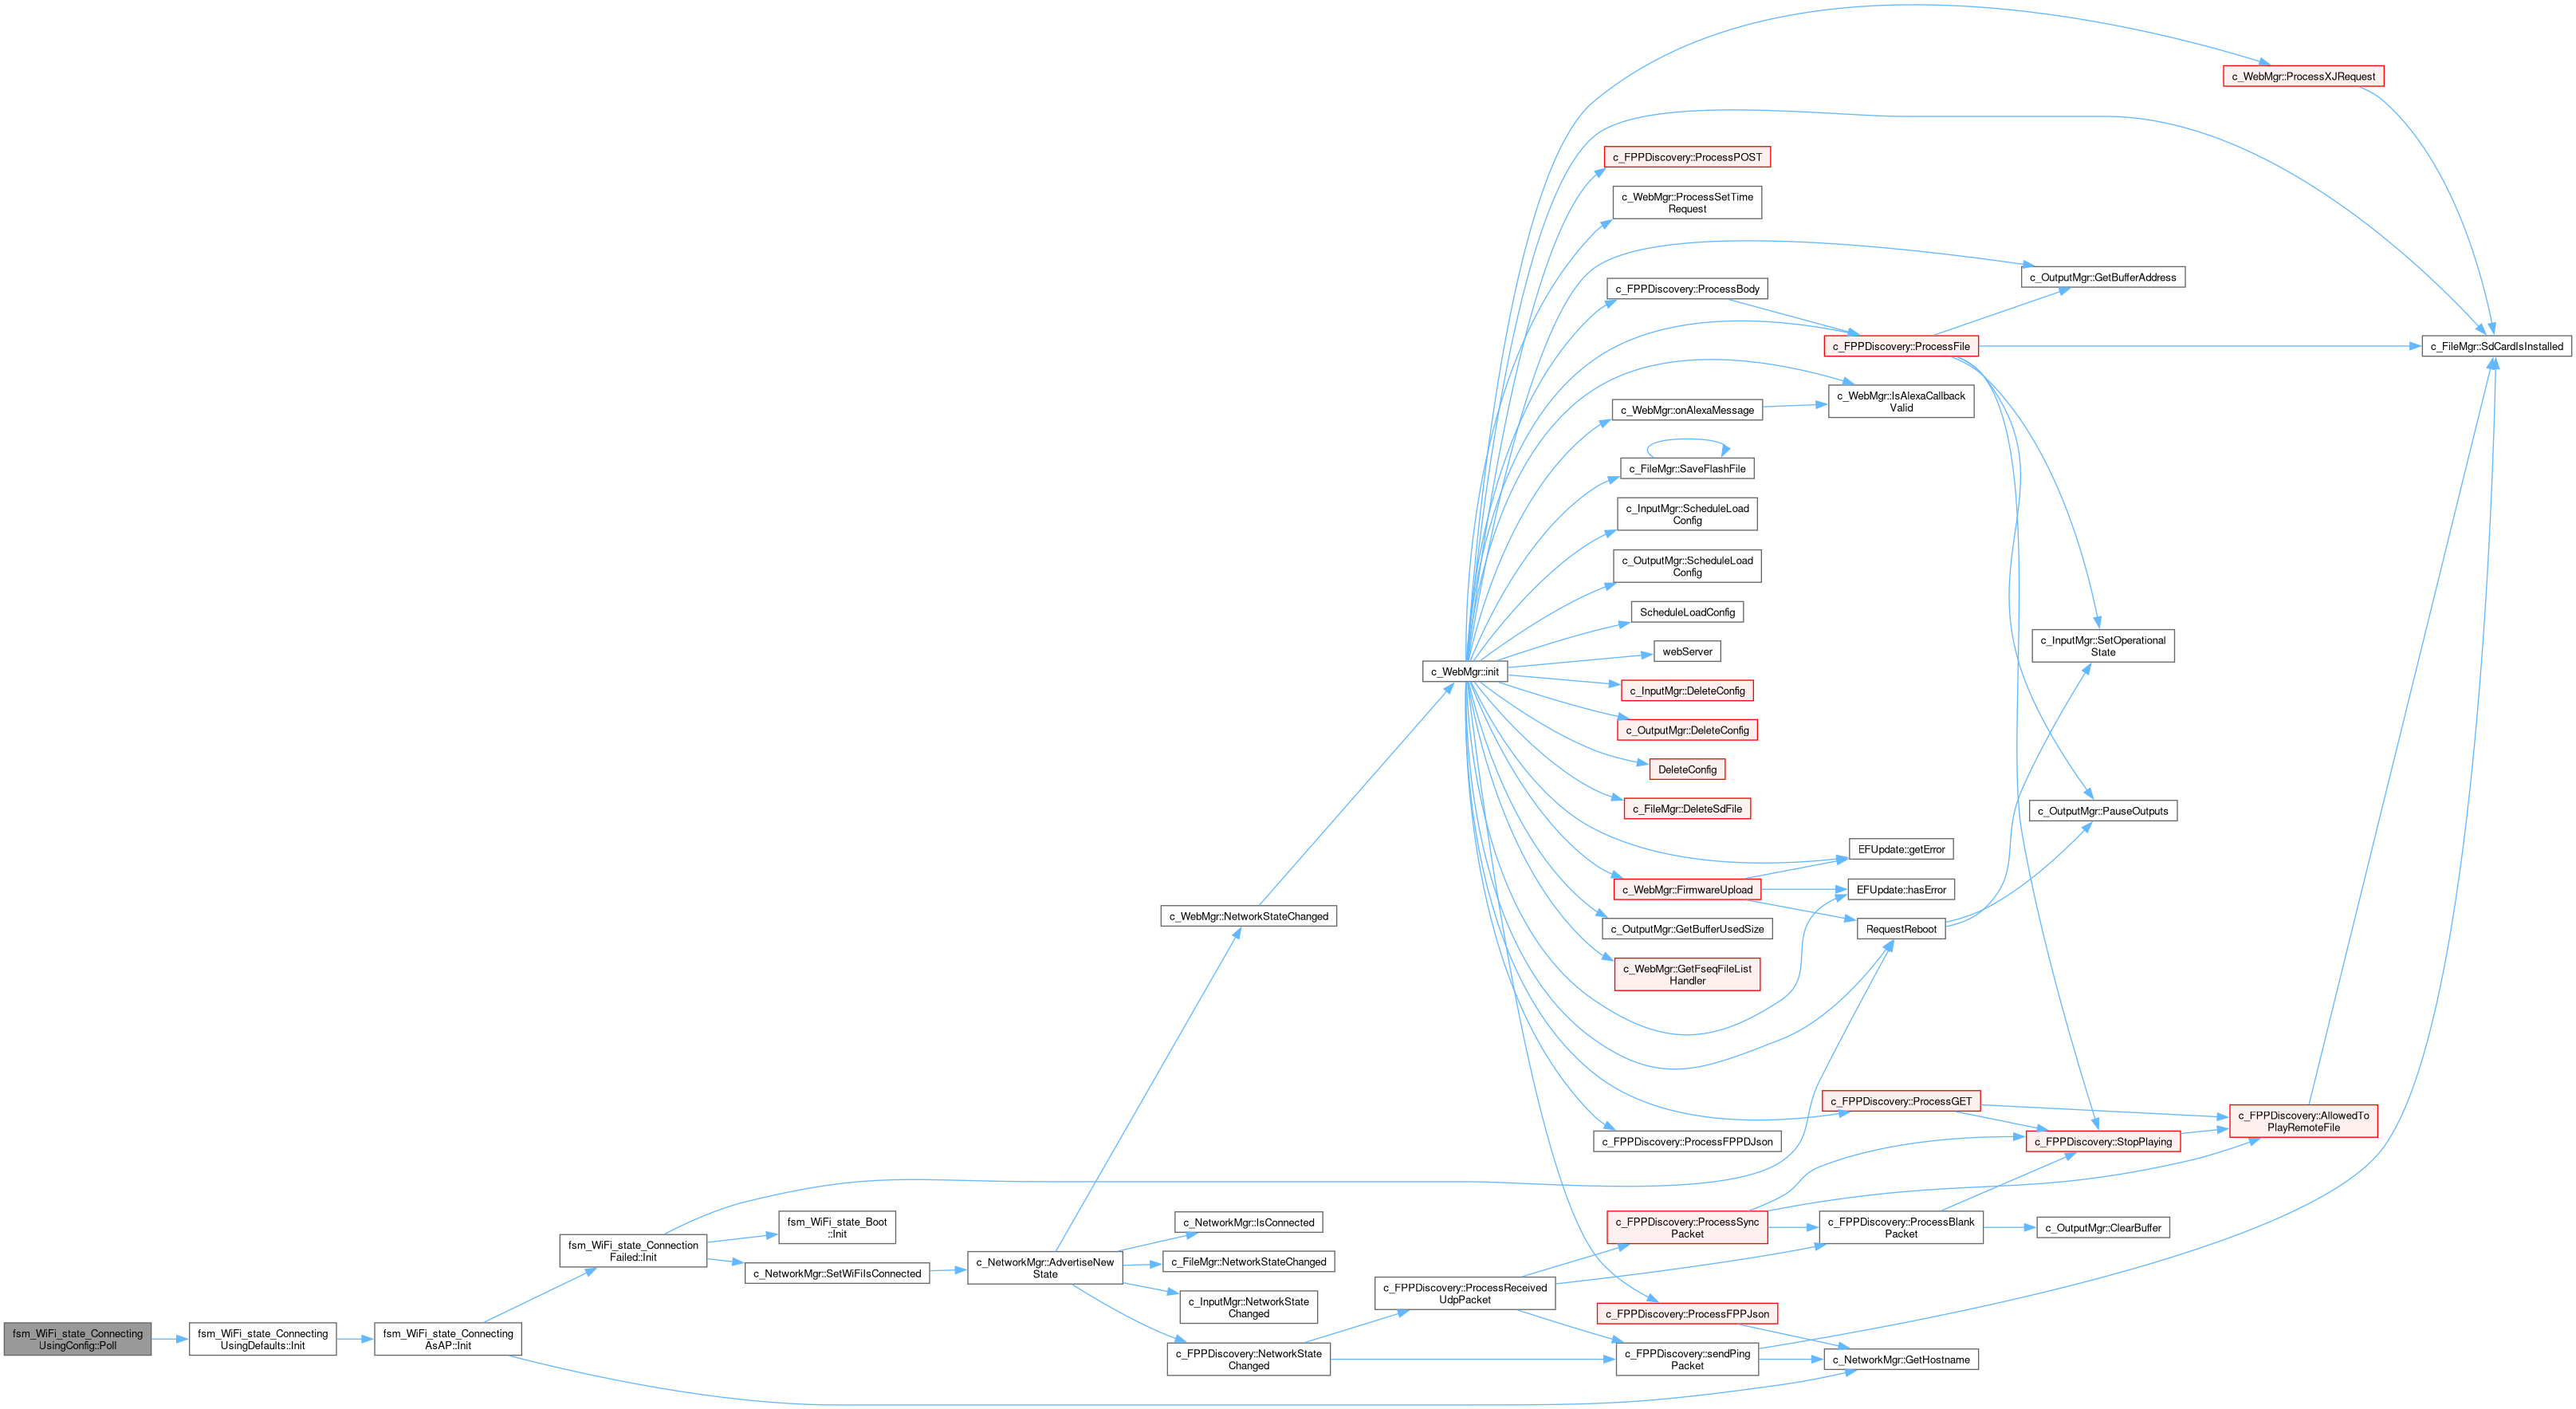 fsm_WiFi_state_Connecting
UsingConfig::Poll
fsm_WiFi_state_Connecting
UsingDefaults::Init
fsm_WiFi_state_Connecting
AsAP::Init
fsm_WiFi_state_Connection
Failed::Init
fsm_WiFi_state_Boot
::Init
c_NetworkMgr::SetWiFiIsConnected
c_NetworkMgr::AdvertiseNew
State
c_WebMgr::NetworkStateChanged
c_NetworkMgr::IsConnected
c_FileMgr::NetworkStateChanged
c_InputMgr::NetworkState
Changed
c_FPPDiscovery::NetworkState
Changed
c_WebMgr::init
c_FPPDiscovery::ProcessReceived
UdpPacket
c_WebMgr::ProcessXJRequest
c_FPPDiscovery::ProcessPOST
c_WebMgr::ProcessSetTime
Request
c_OutputMgr::GetBufferAddress
c_FPPDiscovery::ProcessBody
c_FPPDiscovery::ProcessFile
c_FileMgr::SdCardIsInstalled
c_WebMgr::IsAlexaCallback
Valid
c_WebMgr::onAlexaMessage
c_FileMgr::SaveFlashFile
c_InputMgr::ScheduleLoad
Config
c_OutputMgr::ScheduleLoad
Config
ScheduleLoadConfig
webServer
c_InputMgr::SetOperational
State
c_InputMgr::DeleteConfig
c_OutputMgr::DeleteConfig
DeleteConfig
c_FileMgr::DeleteSdFile
c_OutputMgr::PauseOutputs
EFUpdate::getError
c_WebMgr::FirmwareUpload
EFUpdate::hasError
c_OutputMgr::GetBufferUsedSize
RequestReboot
c_WebMgr::GetFseqFileList
Handler
c_FPPDiscovery::ProcessGET
c_FPPDiscovery::AllowedTo
PlayRemoteFile
c_FPPDiscovery::ProcessFPPDJson
c_FPPDiscovery::StopPlaying
c_FPPDiscovery::ProcessSync
Packet
c_FPPDiscovery::ProcessBlank
Packet
c_OutputMgr::ClearBuffer
c_FPPDiscovery::ProcessFPPJson
c_FPPDiscovery::sendPing
Packet
c_NetworkMgr::GetHostname